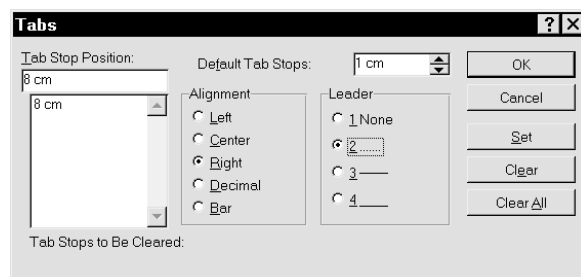 Tabs
Tab Stop Position:
8 cm
8 cm
Tab Stops to Be Cleared:
Default Tab Stops:
1 cm
Alignment
Left
Center
Right
Decimal
Bar
Leader
1 None
2 ......
3 ——
4 ____
OK
Cancel
Set
Clear
Clear All